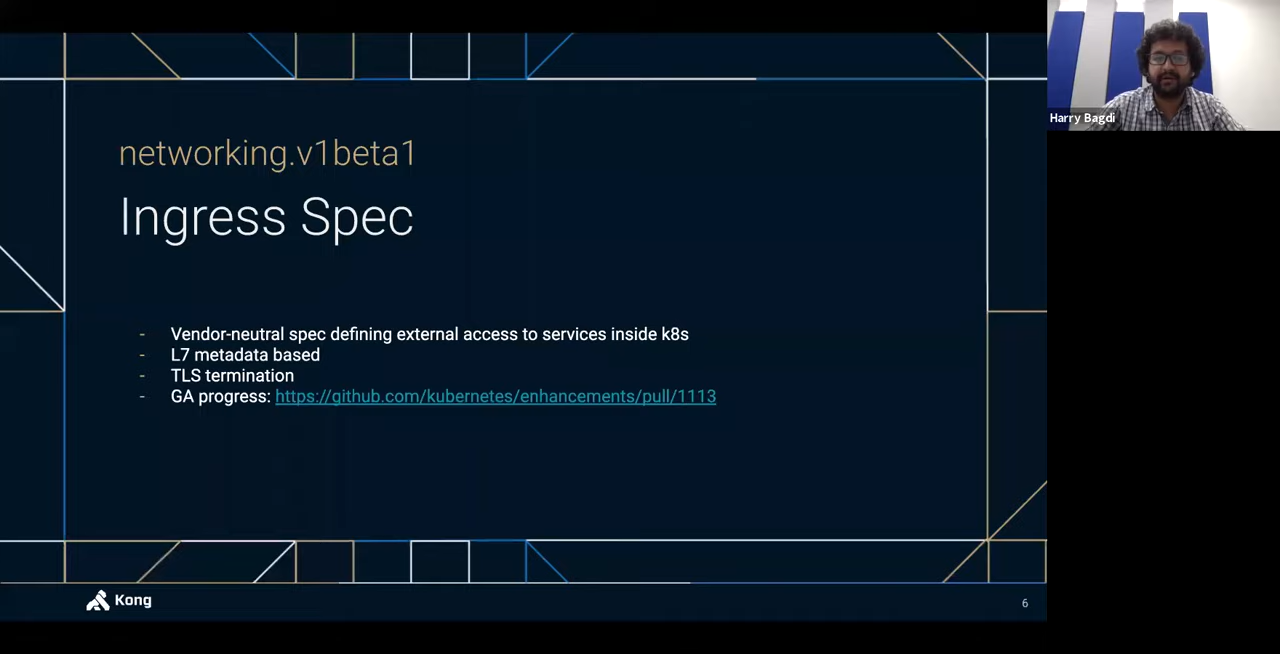 networking.v1beta1
Ingress Spec
- Vendor-neutral spec defining external access to services inside k8s
- L7 metadata based
- TLS termination
- GA progress: https://github.com/kubernetes/enhancements/pull/1113
Kong
6
Harry Bagdi